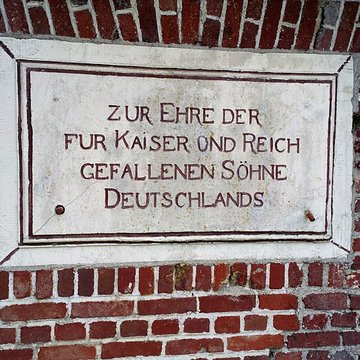 ZUR EHRE DER
FUR KAISER UND REICH
GEFALLENEN SÖHNE
DEUTSCHLANDS